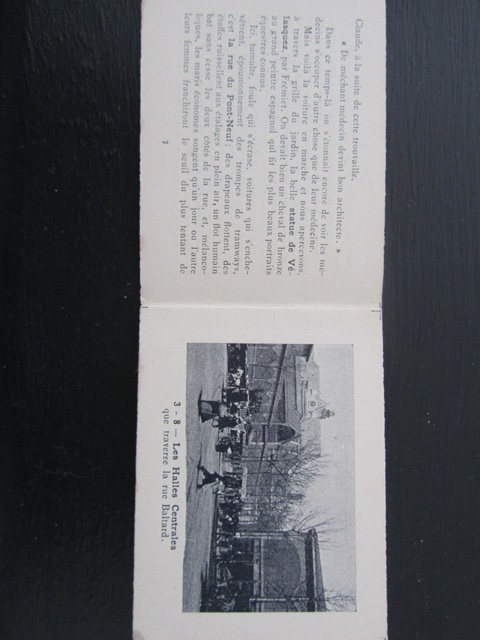 Claude, à la suite de cette trouvaille,
« De méchant médecin devint bon architecte. »
Dans ce temps-là on s'étonnait encore de voir les mé-
decins s'occuper d'autre chose que de leur médecine.
Mais voilà la voiture en marche et nous apercevons,
à travers la grille du jardin, la belle statue de Vé-
lasquez, par Frémiet. On devait bien un cheval de bronze
au grand peintre espagnol qui fit les plus beaux portraits
équestres connus.
Ici, tumulte, foule qui s'écrase, voitures qui s'enche-
vêtrent, époumonnement des trompes de tramways,
c'est la rue du Pont-Neuf; des drapeaux flottent, des
étoffes ruissellent aux étalages en plein air, un flot humain
bat sans cesse les deux côtés de la rue, et, mélanco-
liques, les maris économes songent qu'un jour ou l'autre
leurs femmes franchiront le seuil du plus tentant de
3 - 8 — Les Halles Centrales
que traverse la rue Baltard.